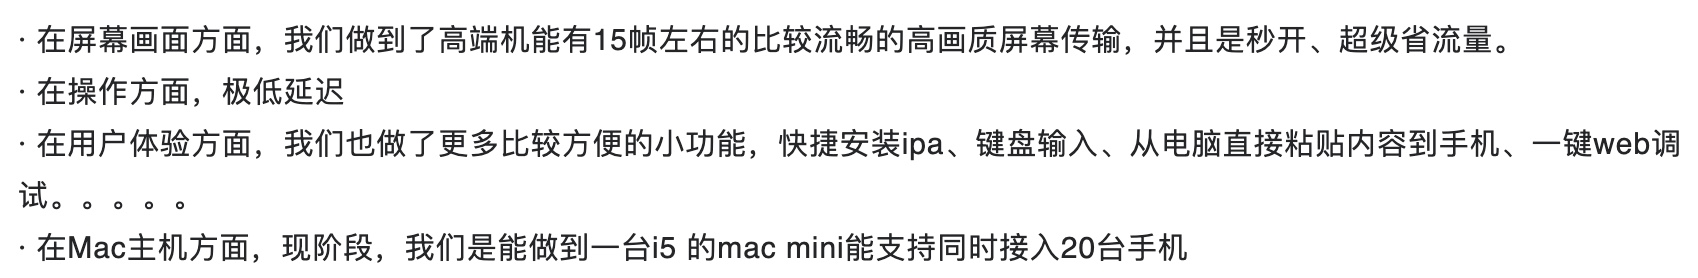 · 在屏幕画面方面，我们做到了高端机能有15帧左右的比较流畅的高画质屏幕传输，并且是秒开、超级省流量。
· 在操作方面，极低延迟
· 在用户体验方面，我们也做了更多比较方便的小功能，快捷安装ipa、键盘输入、从电脑直接粘贴内容到手机、一键web调
试。。。。。
· 在Mac主机方面，现阶段，我们是能做到一台i5 的mac mini能支持同时接入20台手机